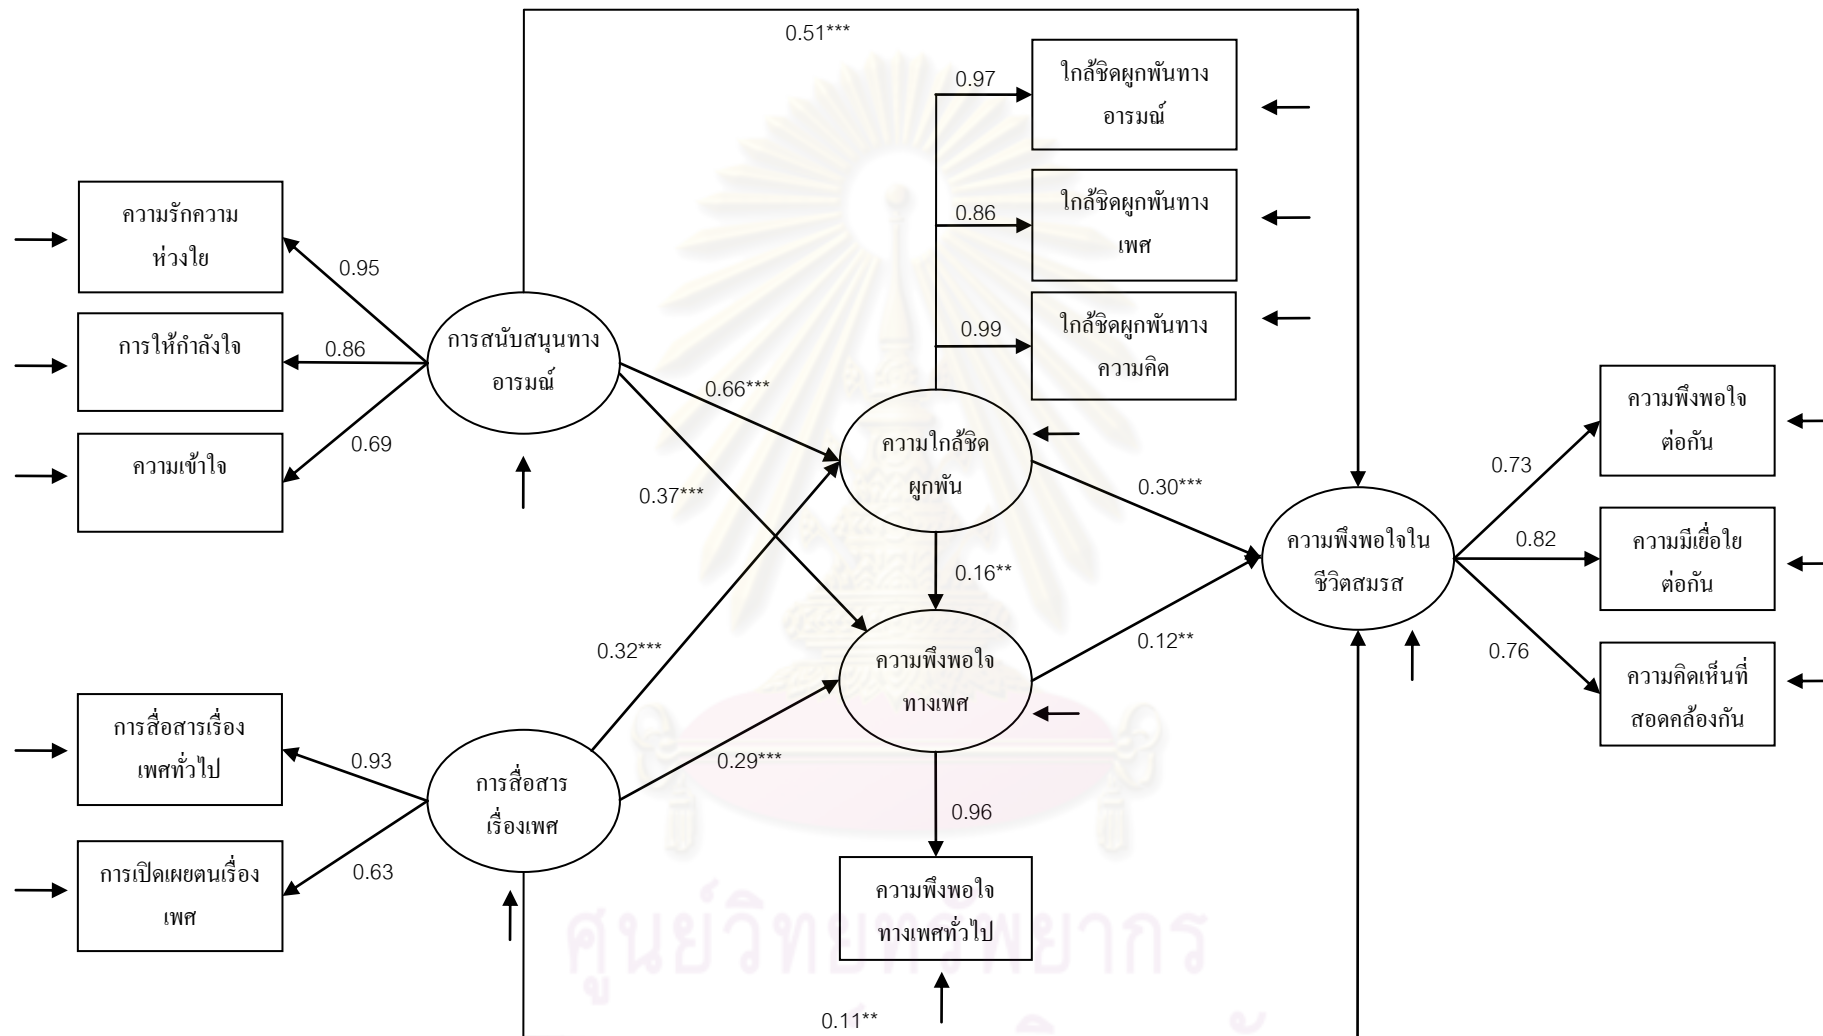 0.51***
0.97
ใกล้ชิดผูกพันทาง
อารมณ์
0.86
ใกล้ชิดผูกพันทาง
เพศ
0.99
ใกล้ชิดผูกพันทาง
ความคิด
ความรักความ
ห่วงใย
0.95
การให้กำลังใจ
0.86
ความเข้าใจ
0.69
การสนับสนุนทาง
อารมณ์
0.66***
0.37***
ความใกล้ชิด
ผูกพัน
0.30***
0.16**
0.32***
ความพึงพอใจ
ทางเพศ
0.12**
ความพึงพอใจใน
ชีวิตสมรส
0.73
ความพึงพอใจ
ต่อกัน
0.82
ความมีเยื่อใย
ต่อกัน
0.76
ความคิดเห็นที่
สอดคล้องกัน
การสื่อสารเรื่อง
เพศทั่วไป
0.93
การเปิดเผยตนเรื่อง
เพศ
0.63
การสื่อสาร
เรื่องเพศ
0.29***
0.96
ความพึงพอใจ
ทางเพศทั่วไป
0.11**
ศูนย์วิทยทรัพยากร